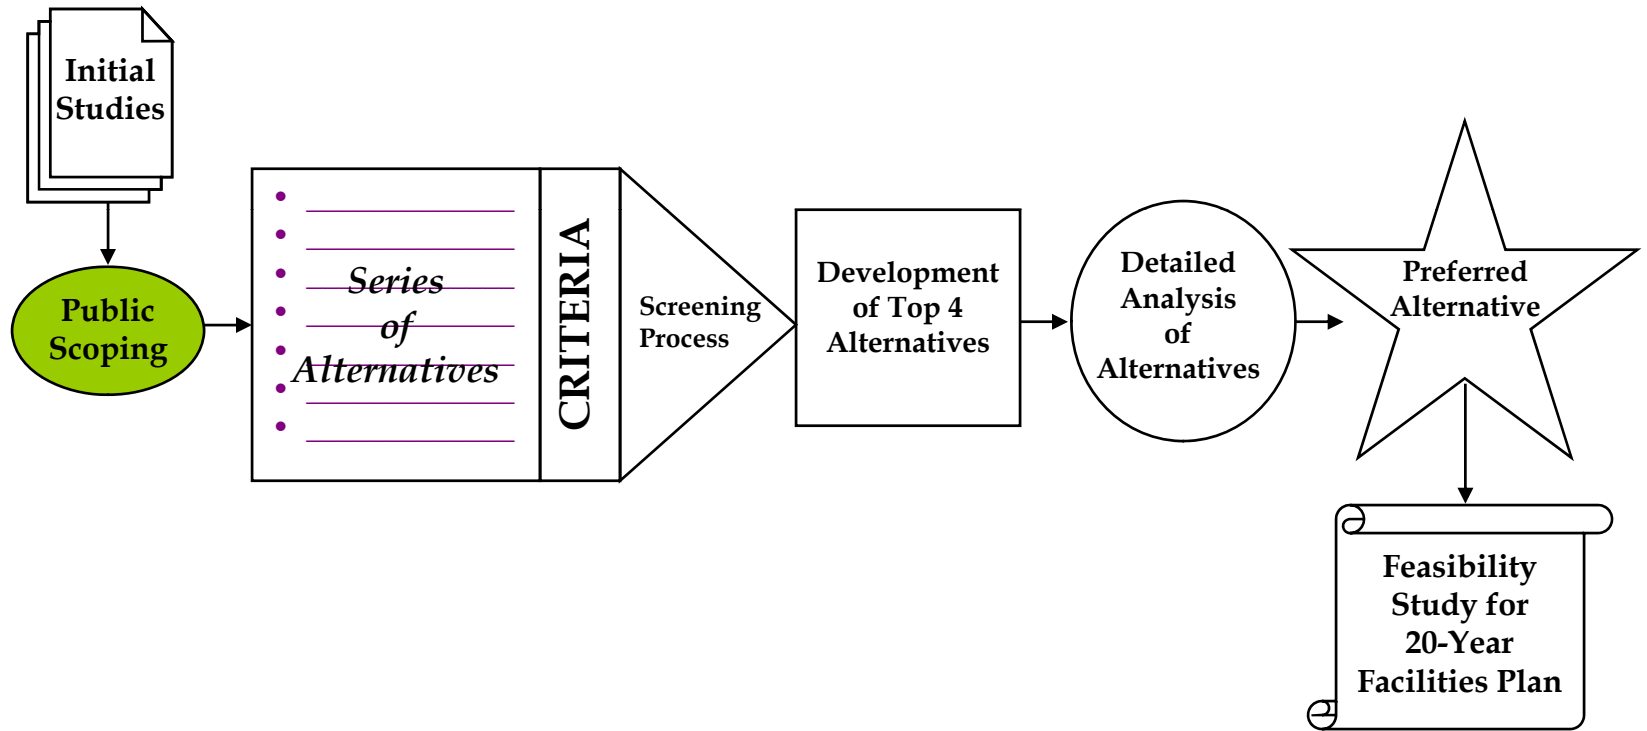 Initial
Studies
Public
Scoping
Series
of
Alternatives
CRITERIA
Screening
Process
Development
of Top 4
Alternatives
Detailed
Analysis
of
Alternatives
Preferred
Alternative
Feasibility
Study for
20-Year
Facilities Plan